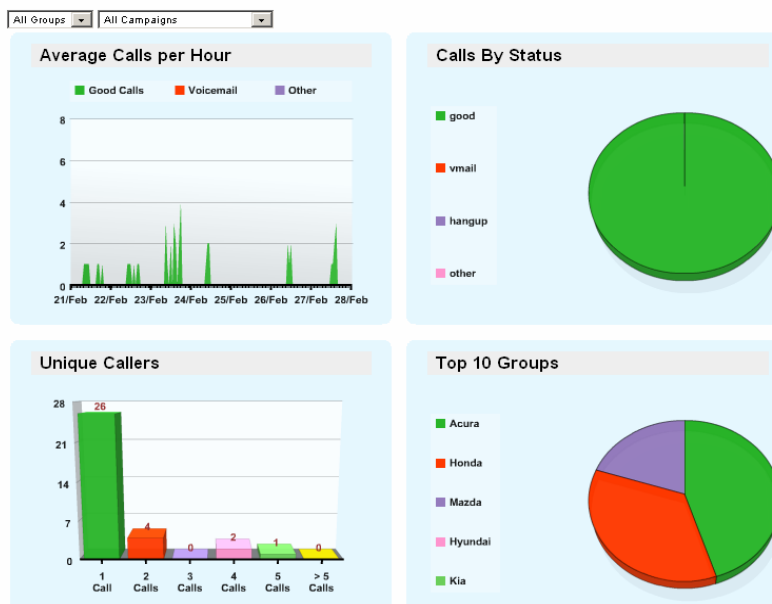 All Groups All Campaigns
Average Calls per Hour
Good Calls Voicemail Other
8
6
4
2
0
21/Feb 22/Feb 23/Feb 24/Feb 25/Feb 26/Feb 27/Feb 28/Feb
Calls By Status
good
vmail
hangup
other
Unique Callers
28
21
14
7
0
26
4
0
2
1
0
1 2 3 4 5 > 5
Call Calls Calls Calls Calls Calls
Top 10 Groups
Acura
Honda
Mazda
Hyundai
Kia